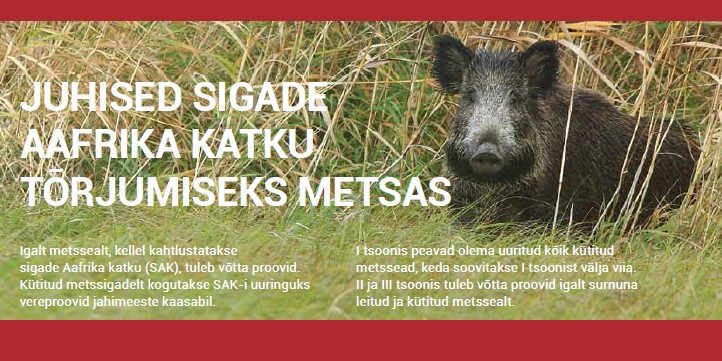 JUHISED SIGADE
AAFRIKA KATKU
TÕRJUMISEKS METSAS
Igalt metssealt, kellel kahtlustatakse
sigade Aafrika katku (SAK), tuleb võtta proovid.
Kütitud metssigadelt kogutakse SAK-i uuringuks
vereproovid jahimeeste kaasabil.
I tsoonis peavad olema uuritud kõik kütitud
metssead, keda soovitakse I tsoonist välja viia.
II ja III tsoonis tuleb võtta proovid igalt surnuna
leitud ja kütitud metssealt.